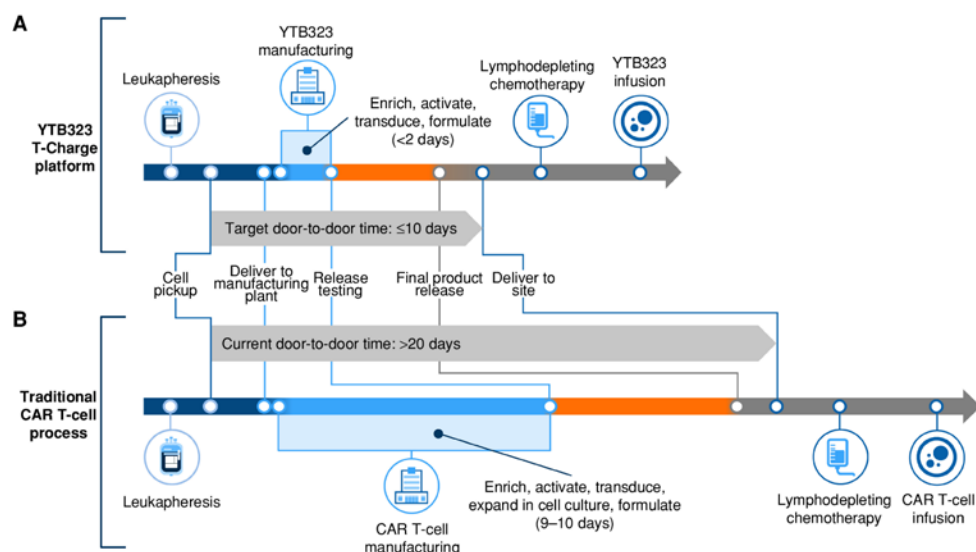 A
YTB323
manufacturing
Leukapheresis
Enrich, activate,
transduce, formulate
(<2 days)
Lymphodepleting
chemotherapy
YTB323
infusion
YTB323
T-Charge
platform
Target door-to-door time: ≤10 days
Cell
pickup
Deliver to
manufacturing
plant
Release
testing
Final product
release
Deliver to
site
B
Current door-to-door time: >20 days
Traditional
CAR T-cell
process
Leukapheresis
CAR T-cell
manufacturing
Enrich, activate, transduce,
expand in cell culture, formulate
(9–10 days)
Lymphodepleting
chemotherapy
CAR T-cell
infusion